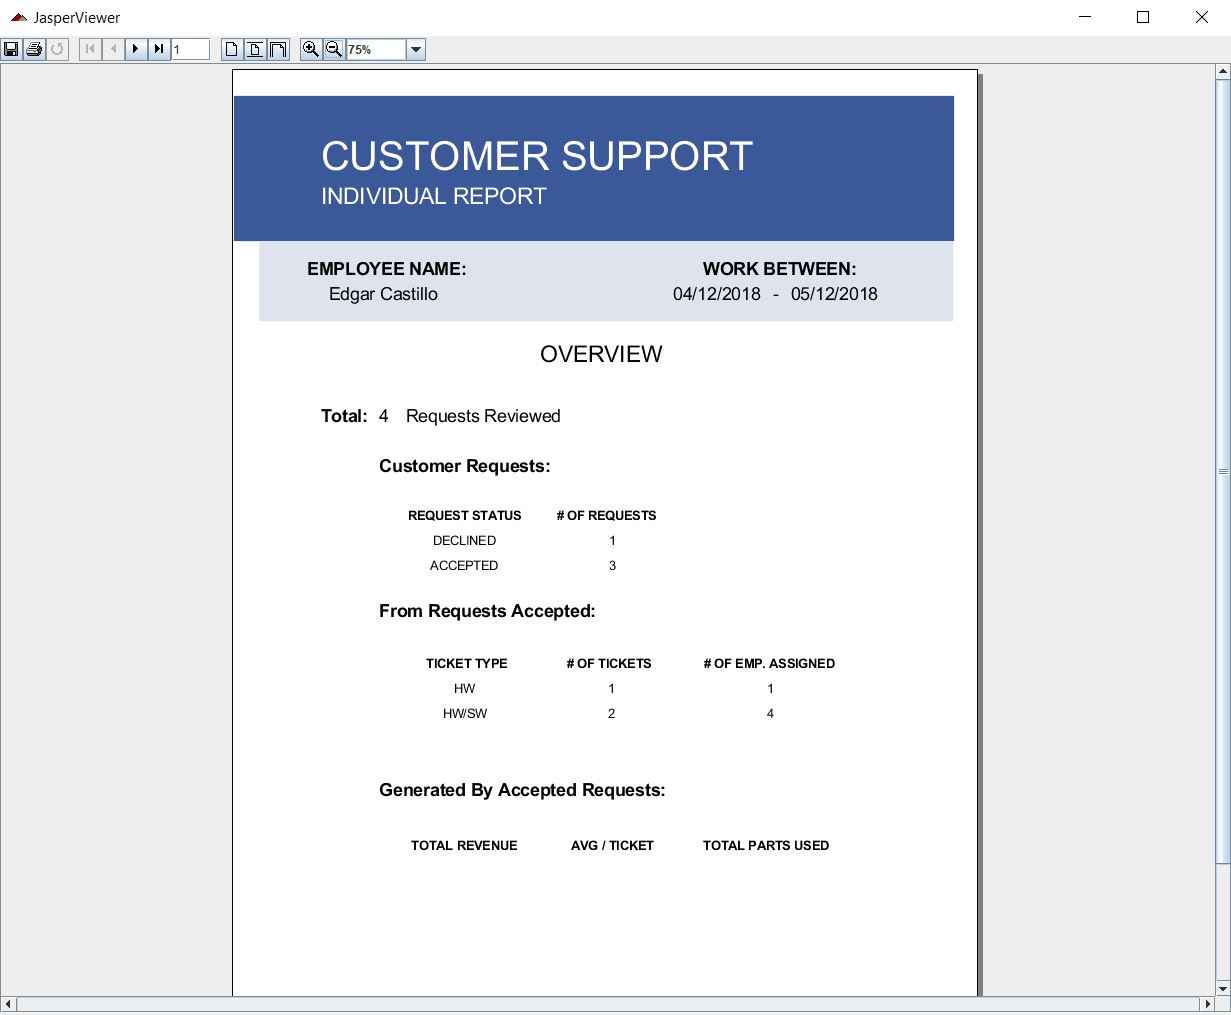 JasperViewer
1
75%
CUSTOMER SUPPORT
INDIVIDUAL REPORT
EMPLOYEE NAME: WORK BETWEEN:
Edgar Castillo 04/12/2018 - 05/12/2018
OVERVIEW
Total: 4 Requests Reviewed
Customer Requests:
REQUEST STATUS # OF REQUESTS
DECLINED 1
ACCEPTED 3
From Requests Accepted:
TICKET TYPE # OF TICKETS # OF EMP. ASSIGNED
HW 1 1
HW/SW 2 4
Generated By Accepted Requests:
TOTAL REVENUE AVG / TICKET TOTAL PARTS USED